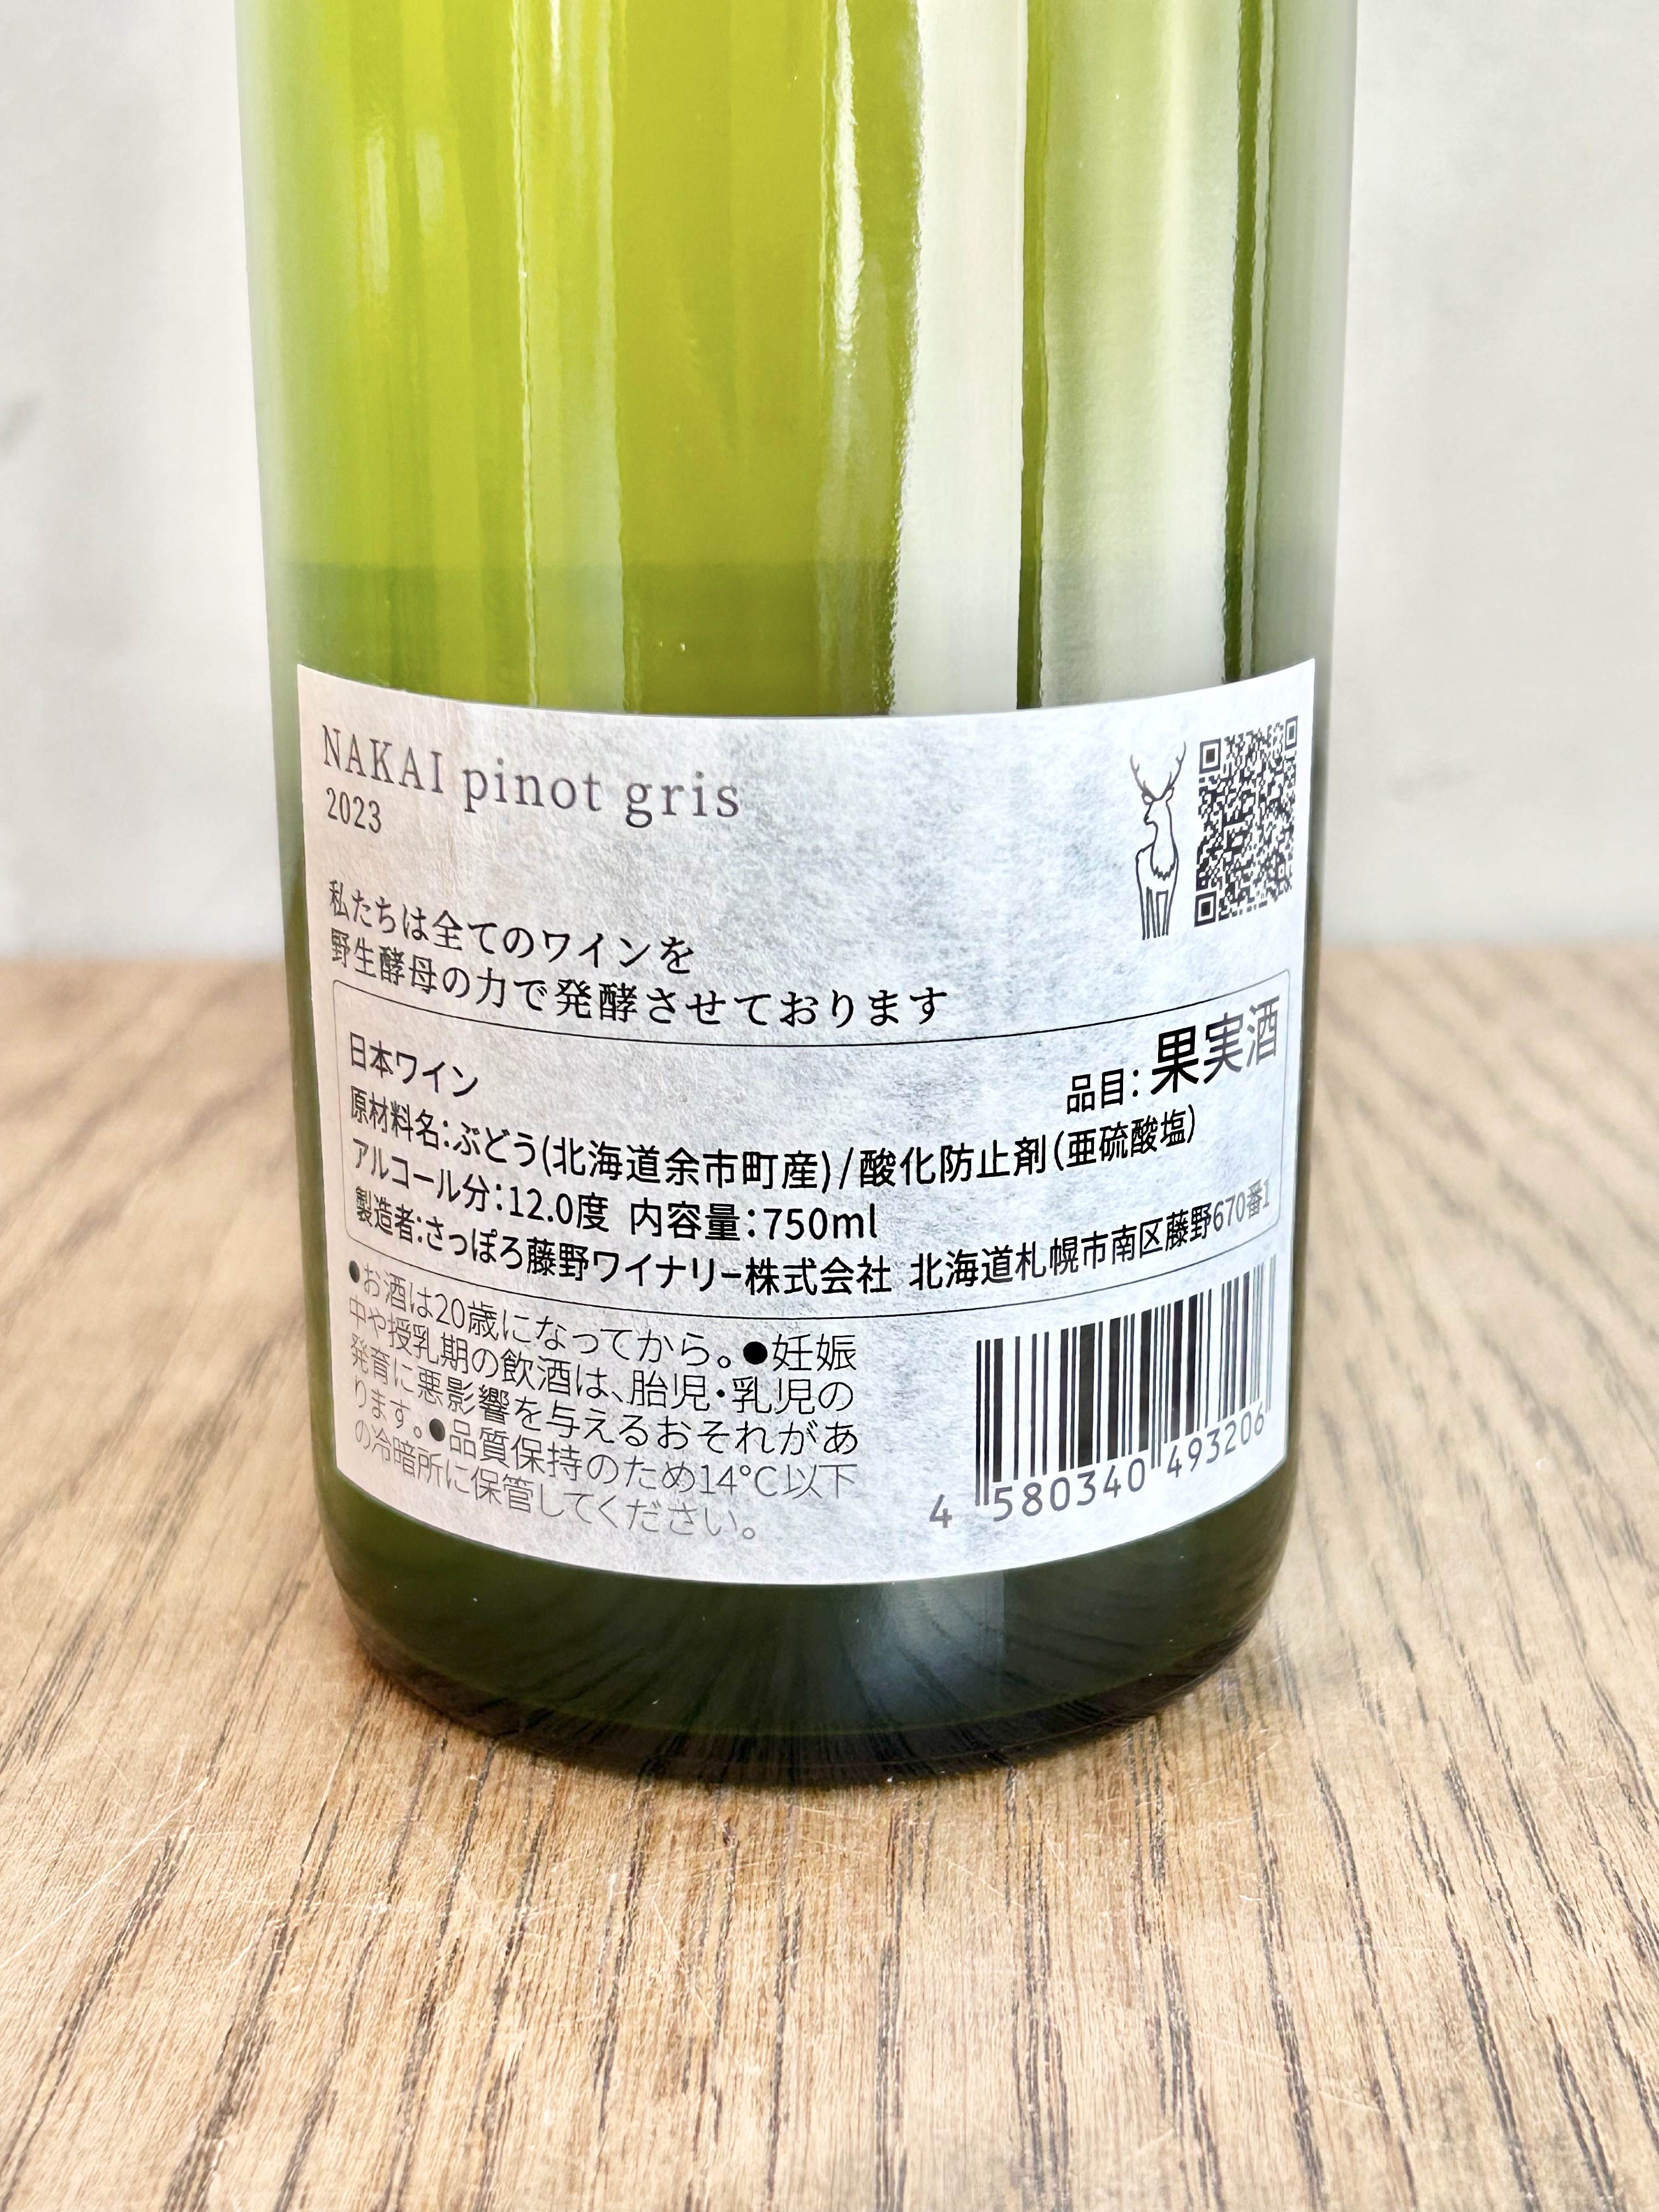 NAKAI pinot gris
2023
私たちは全てのワインを
野生酵母の力で発酵させております
日本ワイン
品目：果実酒
原材料名：ぶどう(北海道余市町産)/酸化防止剤(亜硫酸塩)
アルコール分：12.0度 内容量：750ml
製造者：さっぽろ藤野ワイナリー株式会社 北海道札幌市南区藤野670番1
●お酒は20歳になってから。●妊娠
中や授乳期の飲酒は、胎児・乳児の
発育に悪影響を与えるおそれがあ
ります。●品質保持のため14℃以下
の冷暗所に保管してください。
4 580340 493206